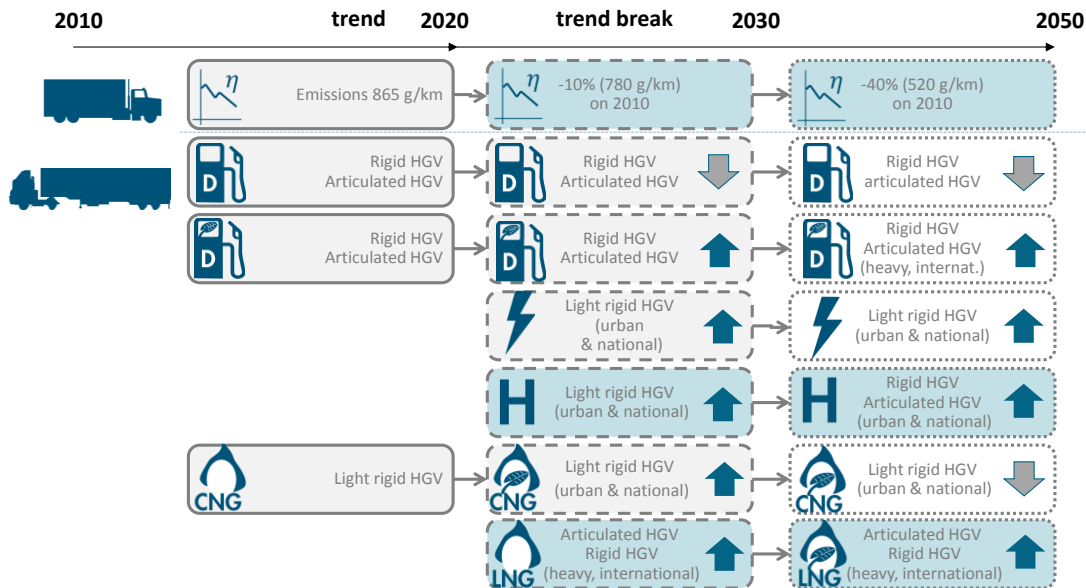 2010
trend
2020
trend break
2030
2050
η
Emissions 865 g/km
η
-10% (780 g/km)
on 2010
η
-40% (520 g/km)
on 2010
D
Rigid HGV
Articulated HGV
D
Rigid HGV
Articulated HGV
D
Rigid HGV
articulated HGV
D
Rigid HGV
Articulated HGV
D
Rigid HGV
Articulated HGV
D
Rigid HGV
Articulated HGV
(heavy, internat.)
Light rigid HGV
(urban
& national)
Light rigid HGV
(urban & national)
H
Light rigid HGV
(urban & national)
H
Rigid HGV
Articulated HGV
(urban & national)
CNG
Light rigid HGV
CNG
Light rigid HGV
(urban & national)
CNG
Light rigid HGV
(urban & national)
LNG
Articulated HGV
Rigid HGV
(heavy, international)
LNG
Articulated HGV
Rigid HGV
(heavy, international)